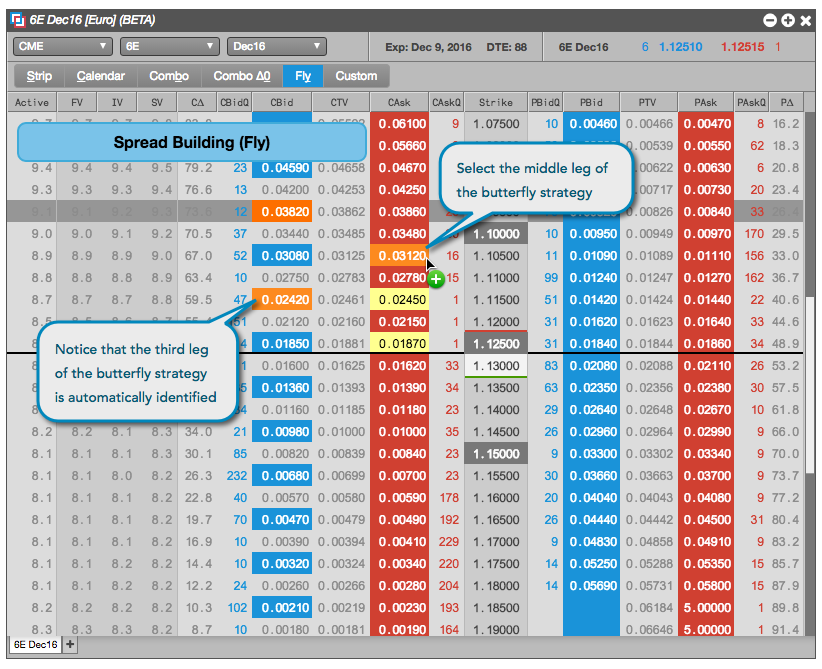 6E Dec16 [Euro] (BETA)
CME 6E Dec16 Exp: Dec 9, 2016 DTE: 88 6E Dec16 6 1.12510 1.12515 1
Strip Calendar Combo Combo Δ0 Fly Custom
Active FV IV SV CΔ CBidQ CBid CTV CAsk CAskQ Strike PBidQ PBid PTV PAsk PAskQ PΔ
0.06100 9 1.07500 10 0.00460 0.00466 0.00470 8 16.2
Spread Building (Fly)
0.05660 0.00539 0.00550 62 18.3
9.4 9.4 9.4 9.5 79.2 23 0.04590 0.04658 0.04670 0.00622 0.00630 6 20.8
Select the middle leg of
the butterfly strategy
9.3 9.3 9.3 9.4 76.6 13 0.04200 0.04253 0.04250 0.00717 0.00730 20 23.4
9.1 9.1 9.2 73.6 12 0.03820 0.03862 0.03860 0.00826 0.00840 33
9.0 9.0 9.1 9.2 70.5 37 0.03440 0.03485 0.03480 1.10000 10 0.00950 0.00949 0.00970 170 29.5
8.9 8.9 8.9 9.0 67.0 52 0.03080 0.03125 0.03120 16 1.10500 11 0.01090 0.01089 0.01110 156 33.0
8.8 8.8 8.8 8.9 63.4 10 0.02750 0.02783 0.02780 15 1.11000 99 0.01240 0.01247 0.01270 162 36.7
8.7 8.7 8.7 8.8 59.5 47 0.02420 0.02461 0.02450 1 1.11500 51 0.01420 0.01424 0.01440 22 40.6
0.02120 0.02160 0.02150 1 1.12000 31 0.01620 0.01623 0.01640 33 44.6
0.01850 0.01881 0.01870 1 1.12500 31 0.01840 0.01844 0.01860 34 48.9
Notice that the third leg
of the butterfly strategy
is automatically identified
0.01600 0.01625 0.01620 33 1.13000 83 0.02080 0.02088 0.02110 26 53.2
0.01360 0.01393 0.01390 34 1.13500 63 0.02350 0.02356 0.02380 30 57.5
0.01160 0.01185 0.01180 23 1.14000 29 0.02640 0.02648 0.02670 10 61.8
8.2 8.2 8.1 8.3 34.0 21 0.00980 0.01000 0.01000 35 1.14500 26 0.02960 0.02964 0.02990 9 66.0
8.1 8.1 8.1 8.3 30.1 85 0.00820 0.00839 0.00840 23 1.15000 9 0.03300 0.03302 0.03340 9 70.0
8.1 8.1 8.0 8.2 26.3 232 0.00680 0.00699 0.00700 23 1.15500 30 0.03660 0.03663 0.03700 9 73.7
8.1 8.1 8.1 8.2 22.8 40 0.00570 0.00580 0.00590 178 1.16000 20 0.04040 0.04043 0.04080 9 77.2
8.1 8.1 8.1 8.2 19.7 70 0.00470 0.00479 0.00490 192 1.16500 26 0.04440 0.04442 0.04500 31 80.4
8.1 8.1 8.1 8.2 16.9 10 0.00390 0.00394 0.00410 229 1.17000 9 0.04830 0.04858 0.04910 9 83.2
8.1 8.1 8.2 8.2 14.4 10 0.00320 0.00324 0.00340 220 1.17500 14 0.05250 0.05288 0.05350 15 85.7
8.1 8.1 8.2 8.2 12.2 24 0.00260 0.00266 0.00280 204 1.18000 14 0.05690 0.05731 0.05800 15 87.9
8.2 8.2 8.2 8.2 10.3 102 0.00210 0.00219 0.00230 193 1.18500 0.06184 5.00000 1 89.8
8.3 8.1 8.3 8.2 8.7 10 0.00180 0.00180 0.00190 164 1.19000 0.06646 5.00000 1 91.4
6E Dec16 +